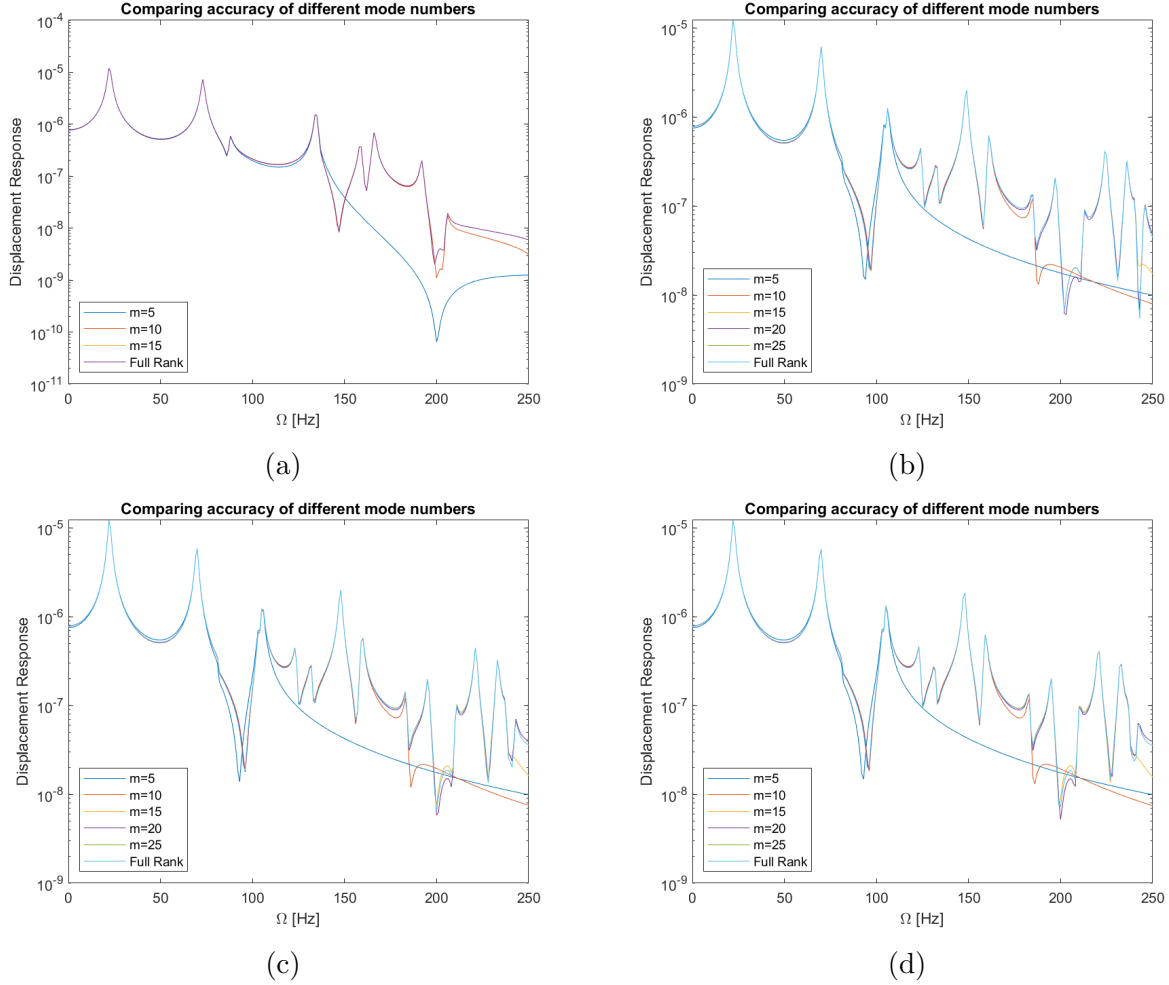 Comparing accuracy of different mode numbers
10^-4
10^-5
10^-6
10^-7
10^-8
10^-9
10^-10
10^-11
Displacement Response
m=5
m=10
m=15
Full Rank
0 50 100 150 200 250
Ω [Hz]
(a)
Comparing accuracy of different mode numbers
10^-5
10^-6
10^-7
10^-8
10^-9
Displacement Response
m=5
m=10
m=15
m=20
m=25
Full Rank
0 50 100 150 200 250
Ω [Hz]
(b)
Comparing accuracy of different mode numbers
10^-5
10^-6
10^-7
10^-8
10^-9
Displacement Response
m=5
m=10
m=15
m=20
m=25
Full Rank
0 50 100 150 200 250
Ω [Hz]
(c)
Comparing accuracy of different mode numbers
10^-5
10^-6
10^-7
10^-8
10^-9
Displacement Response
m=5
m=10
m=15
m=20
m=25
Full Rank
0 50 100 150 200 250
Ω [Hz]
(d)